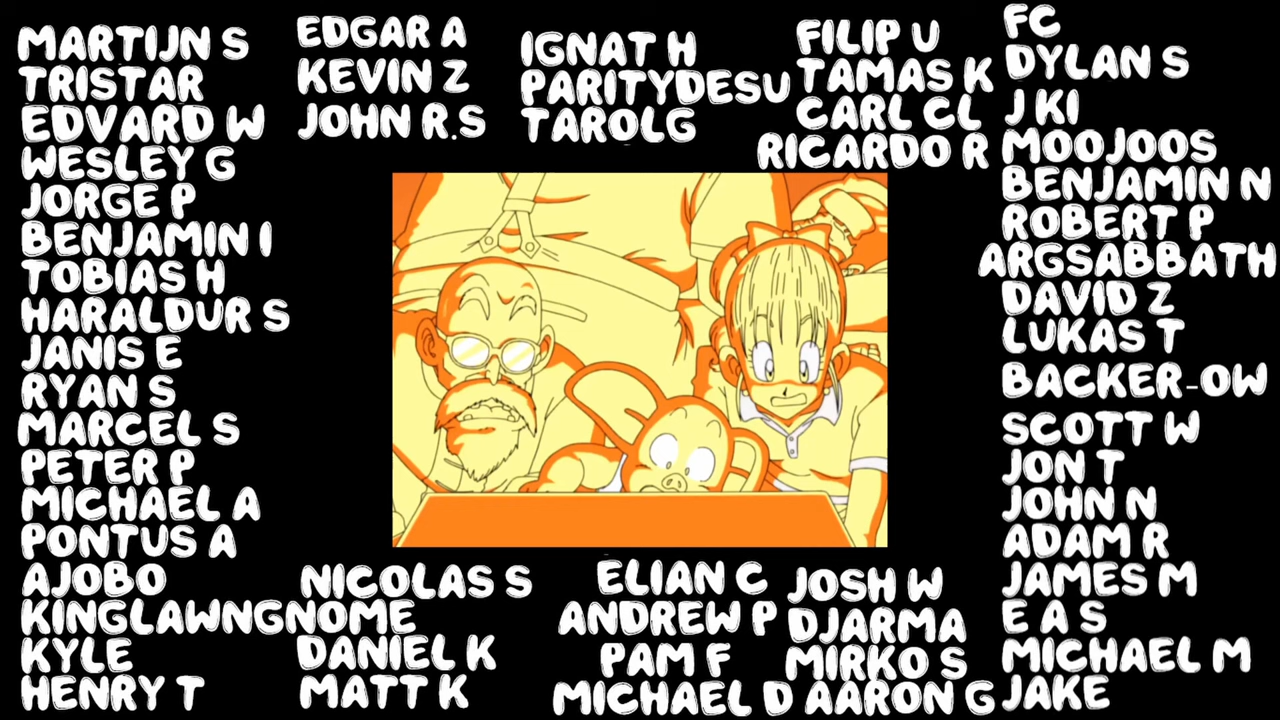 MARTIJN S
TRISTAR
EDVARD W
WESLEY G
JORGE P
BENJAMIN I
TOBIAS H
HARALDUR S
JANIS E
RYAN S
MARCEL S
PETER P
MICHAEL A
PONTUS A
AJOBO
KINGLAWNGNOME
KYLE
HENRY T
EDGAR A
KEVIN Z
JOHN R.S
NICOLAS S
DANIEL K
MATT K
IGNAT H
PARITYDESU
TAROLG
ELIAN C
ANDREW P
PAM F
MICHAEL D
FILIP U
TAMAS K
CARL CL
RICARDO R
JOSH W
DJARMA
MIRKO S
AARON G
FC
DYLAN S
J KI
MOOJOOS
BENJAMIN N
ROBERT P
ARGSABBATH
DAVID Z
LUKAS T
BACKER-OW
SCOTT W
JON T
JOHN N
ADAM R
JAMES M
E A S
MICHAEL M
JAKE